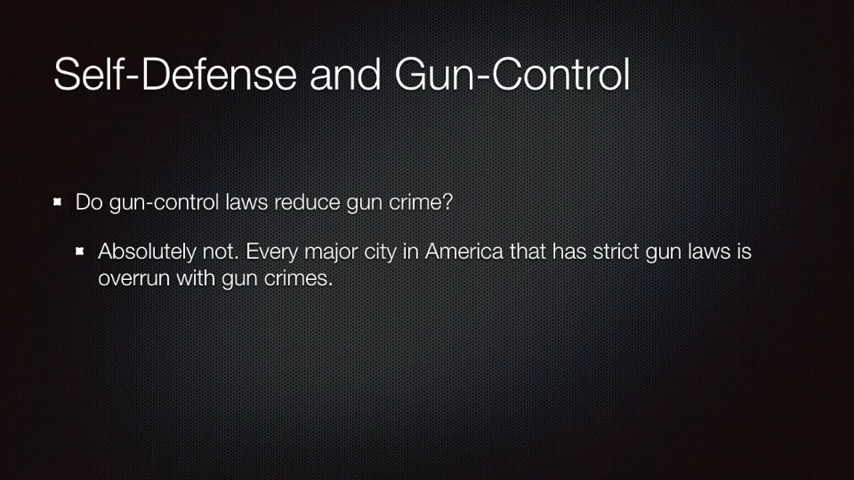 Self-Defense and Gun-Control
Do gun-control laws reduce gun crime?
Absolutely not. Every major city in America that has strict gun laws is
overrun with gun crimes.